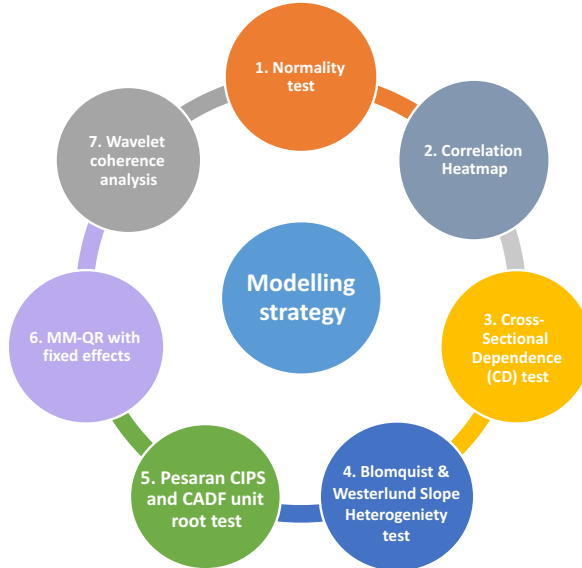 1. Normality
test
2. Correlation
Heatmap
3. Cross-
Sectional
Dependence
(CD) test
4. Blomquist &
Westerlund Slope
Heterogeniety
test
5. Pesaran CIPS
and CADF unit
root test
6. MM-QR with
fixed effects
7. Wavelet
coherence
analysis
Modelling
strategy